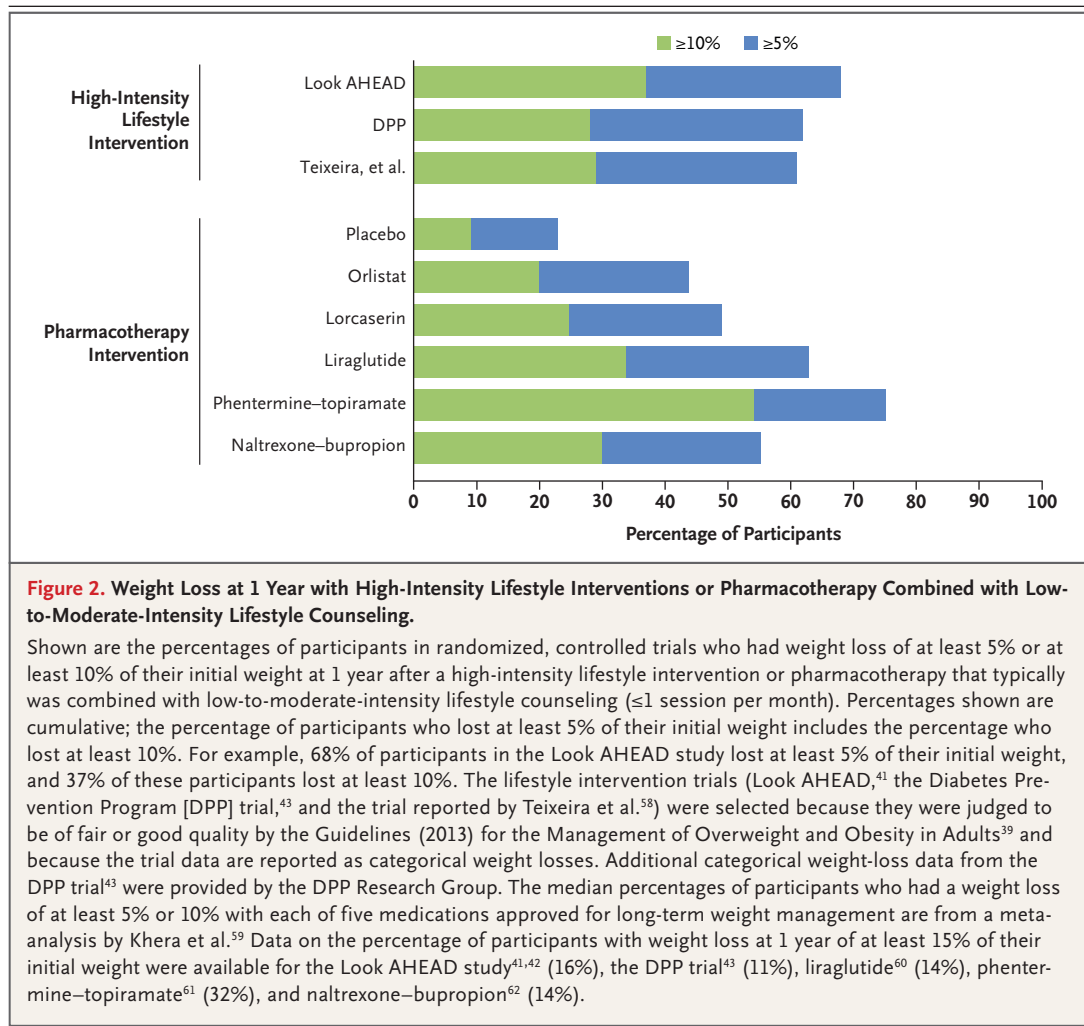 ≥10% ≥5%
High-Intensity
Lifestyle
Intervention
Look AHEAD
DPP
Teixeira, et al.
Pharmacotherapy
Intervention
Placebo
Orlistat
Lorcaserin
Liraglutide
Phentermine–topiramate
Naltrexone–bupropion
0 10 20 30 40 50 60 70 80 90 100
Percentage of Participants
Figure 2. Weight Loss at 1 Year with High-Intensity Lifestyle Interventions or Pharmacotherapy Combined with Low-
to-Moderate-Intensity Lifestyle Counseling.
Shown are the percentages of participants in randomized, controlled trials who had weight loss of at least 5% or at
least 10% of their initial weight at 1 year after a high-intensity lifestyle intervention or pharmacotherapy that typically
was combined with low-to-moderate-intensity lifestyle counseling (≤1 session per month). Percentages shown are
cumulative; the percentage of participants who lost at least 5% of their initial weight includes the percentage who
lost at least 10%. For example, 68% of participants in the Look AHEAD study lost at least 5% of their initial weight,
and 37% of these participants lost at least 10%. The lifestyle intervention trials (Look AHEAD,41 the Diabetes Pre-
vention Program [DPP] trial,43 and the trial reported by Teixeira et al.58) were selected because they were judged to
be of fair or good quality by the Guidelines (2013) for the Management of Overweight and Obesity in Adults39 and
because the trial data are reported as categorical weight losses. Additional categorical weight-loss data from the
DPP trial43 were provided by the DPP Research Group. The median percentages of participants who had a weight loss
of at least 5% or 10% with each of five medications approved for long-term weight management are from a meta-
analysis by Khera et al.59 Data on the percentage of participants with weight loss at 1 year of at least 15% of their
initial weight were available for the Look AHEAD study41,42 (16%), the DPP trial43 (11%), liraglutide60 (14%), phenter-
mine–topiramate61 (32%), and naltrexone–bupropion62 (14%).